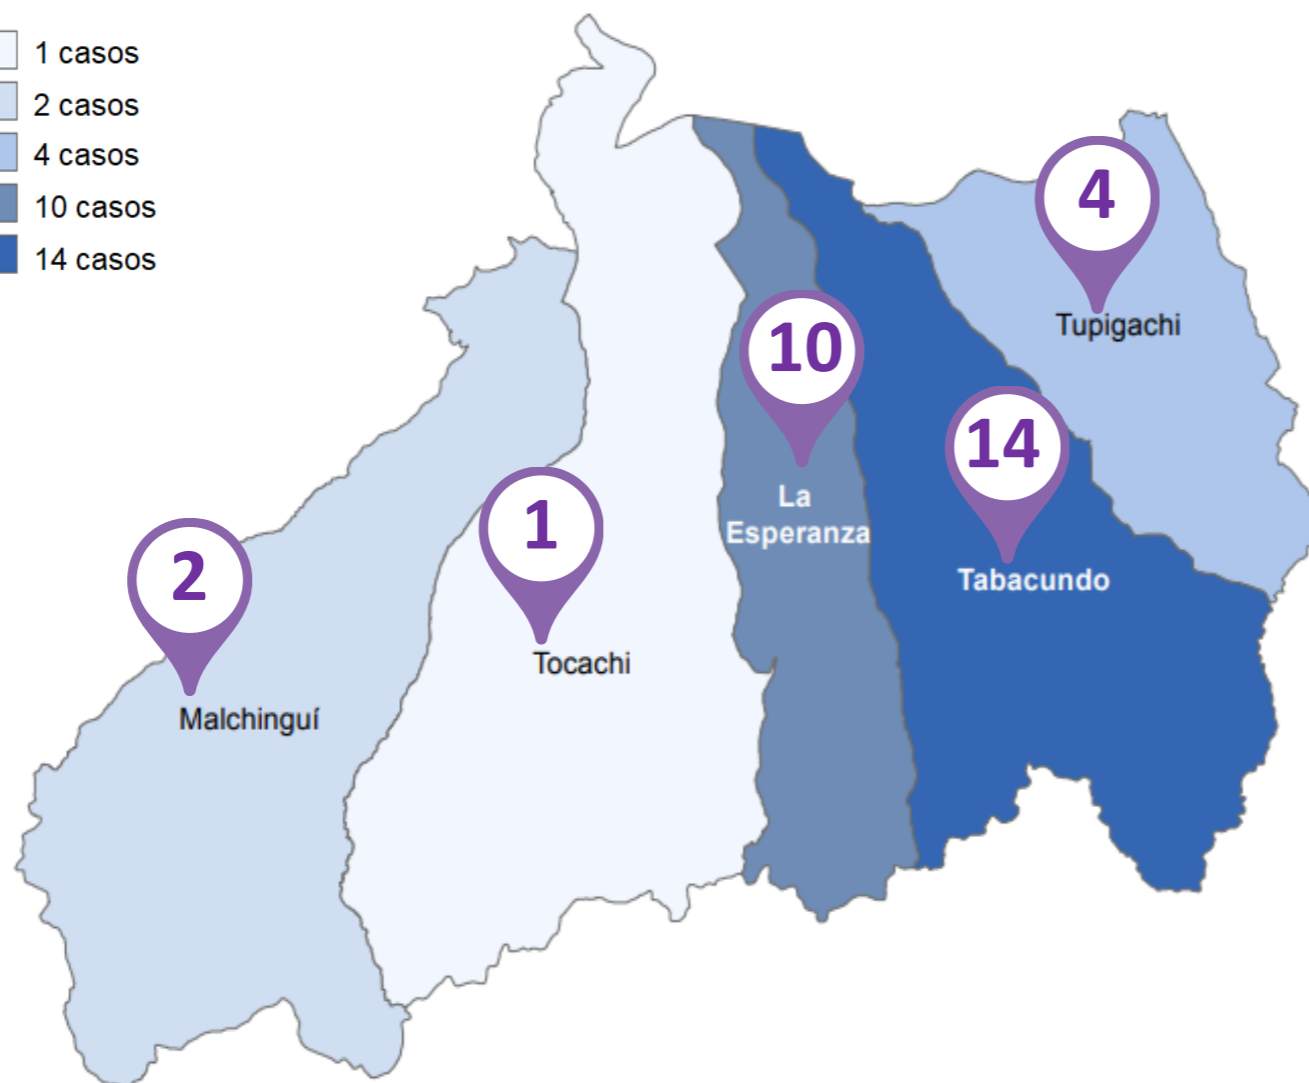 1 casos
2 casos
4 casos
10 casos
14 casos
4
Tupigachi
10
La
Esperanza
14
Tabacundo
1
Tocachi
2
Malchinguí